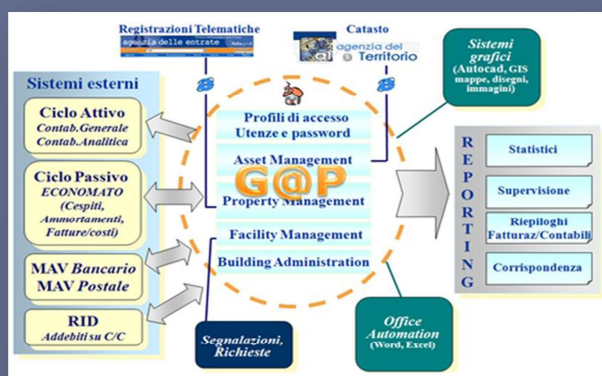 Registrazioni Telematiche
agenzia delle entrate
Catasto
agenzia del
Territorio
Sistemi
grafici
(Autocad, GIS
mappe, disegni,
immagini)
Sistemi esterni
Ciclo Attivo
Contab.Generale
Contab.Analitica
Ciclo Passivo
ECONOMATO
(Cespiti,
Ammortamenti,
Fatture/costi)
MAV Bancario
MAV Postale
RID
Addebiti su C/C
Profili di accesso
Utenze e password
Asset Management
G@P
Property Management
Facility Management
Building Administration
Segnalazioni,
Richieste
Office
Automation
(Word, Excel)
REPORTING
Statistici
Supervisione
Riepiloghi
Fatturaz/Contabili
Corrispondenza